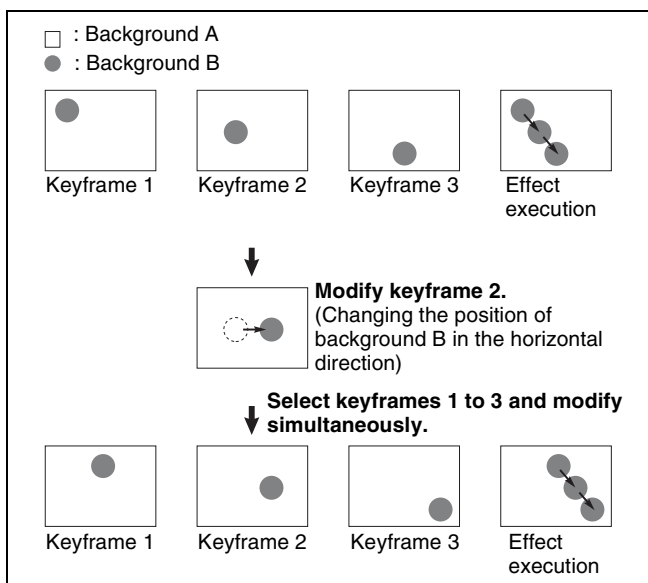 : Background A
: Background B
Keyframe 1
Keyframe 2
Keyframe 3
Effect
execution
Modify keyframe 2.
(Changing the position of
background B in the horizontal
direction)
Select keyframes 1 to 3 and modify
simultaneously.
Keyframe 1
Keyframe 2
Keyframe 3
Effect
execution